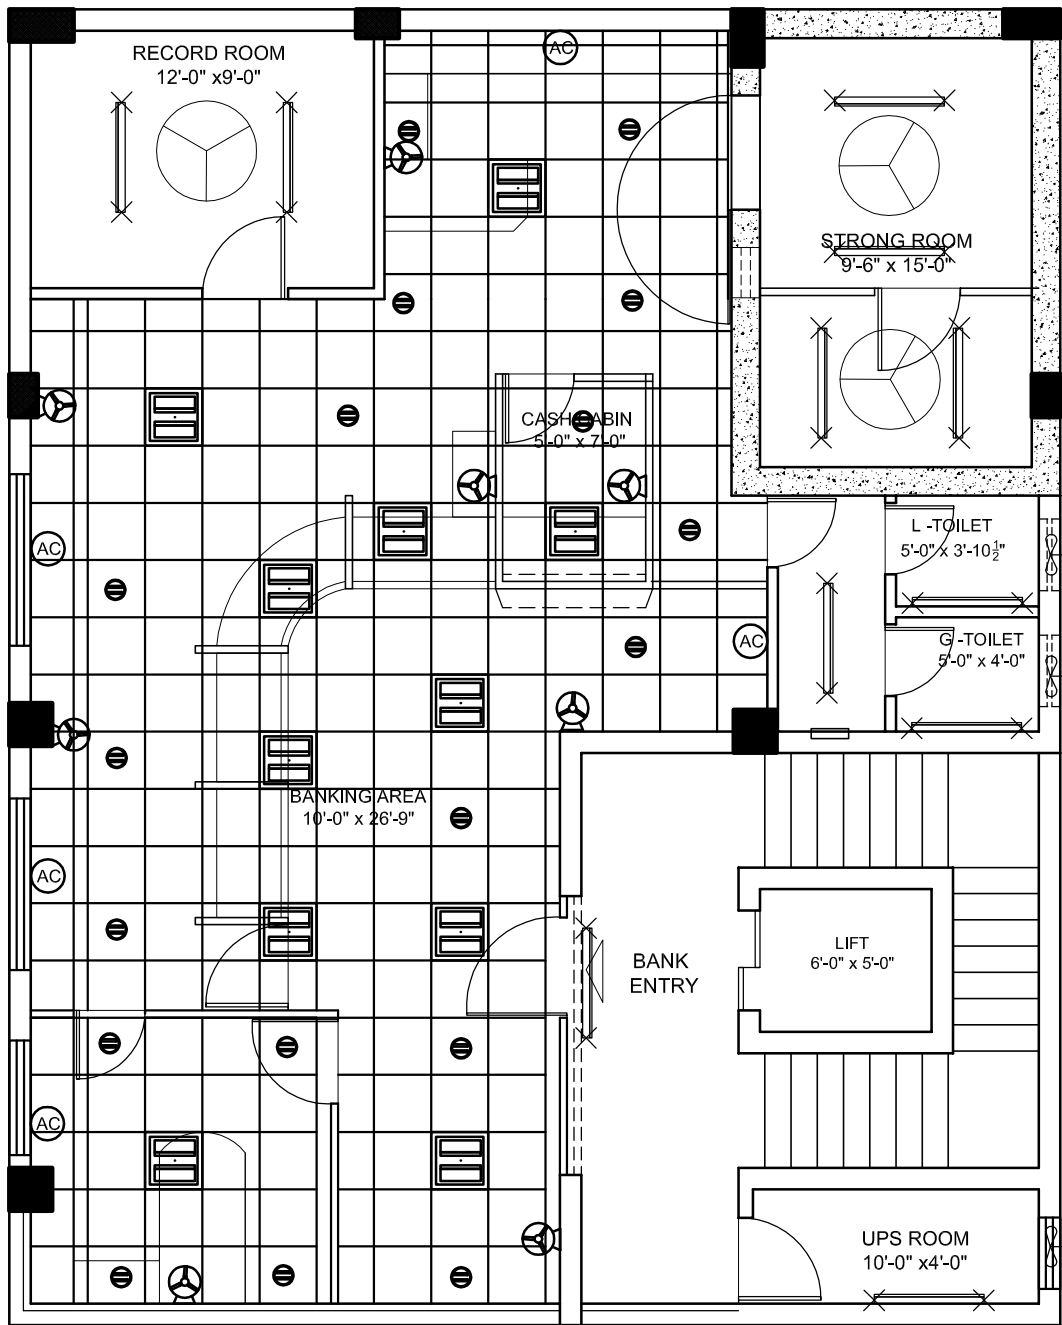 RECORD ROOM
12'-0" x9'-0"
AC
STRONG ROOM
9'-6" x 15'-0"
CASH CABIN
5'-0" x 7'-0"
L -TOILET
5'-0" x 3'-10½"
AC
G -TOILET
5'-0" x 4'-0"
AC
BANKING AREA
10'-0" x 26'-9"
AC
BANK
ENTRY
LIFT
6'-0" x 5'-0"
AC
UPS ROOM
10'-0" x4'-0"